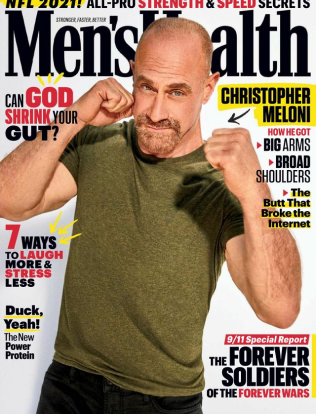 NFL 2021! ALL-PRO STRENGTH & SPEED SECRETS
STRONGER, FASTER, BETTER
Men'sHealth
CAN GOD
SHRINK YOUR
GUT?
CHRISTOPHER
MELONI
HOW HE GOT
BIG ARMS
BROAD
SHOULDERS
The
Butt That
Broke the
Internet
7 WAYS
TO LAUGH
MORE &
STRESS
LESS
Duck,
Yeah!
The New
Power
Protein
9/11 Special Report
THE FOREVER
SOLDIERS
OF THE FOREVER WARS